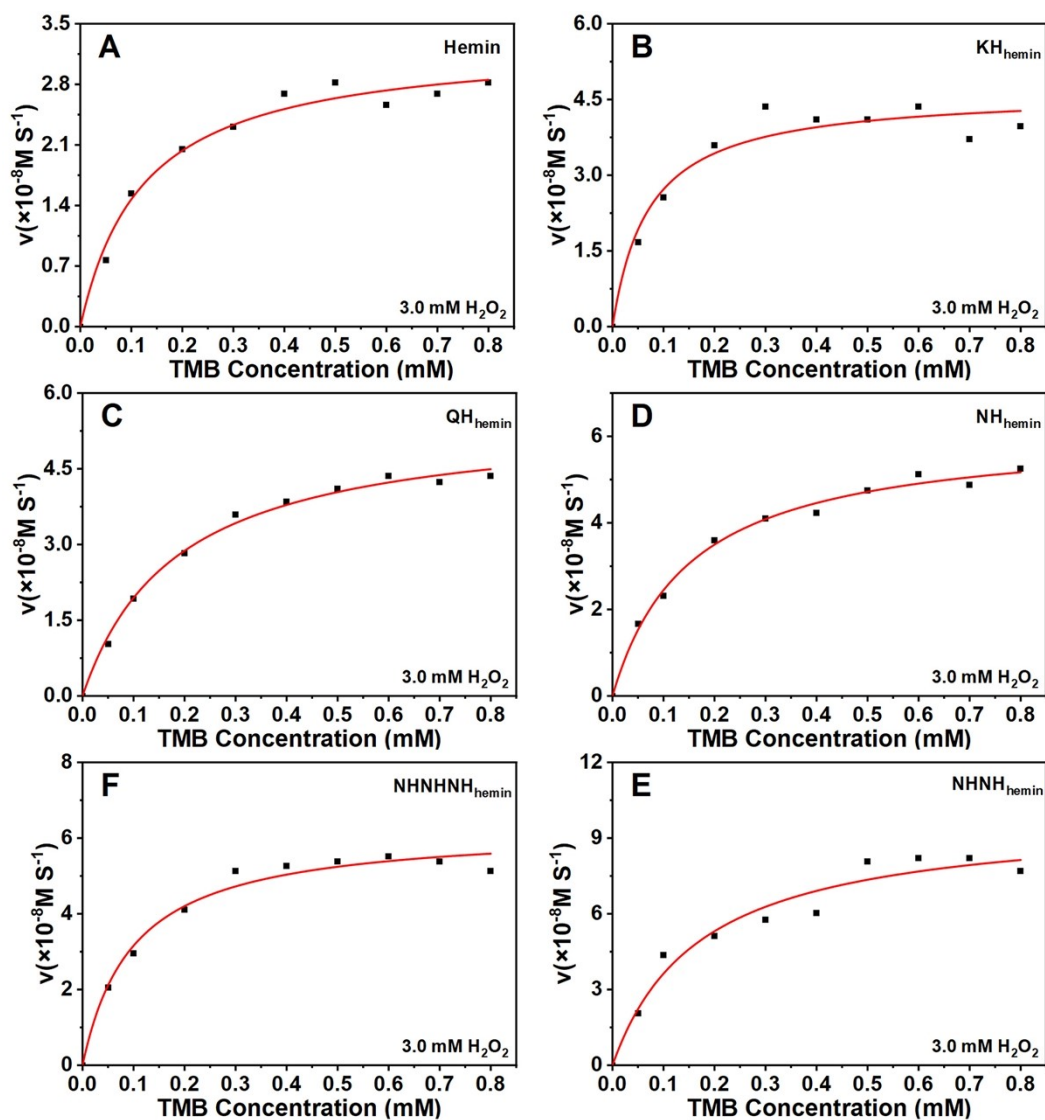 A
Hemin
v(×10⁻⁸M S⁻¹)
3.5
2.8
2.1
1.4
0.7
0.0
3.0 mM H₂O₂
0.0 0.1 0.2 0.3 0.4 0.5 0.6 0.7 0.8
TMB Concentration (mM)
B
KHhemin
v(×10⁻⁸M S⁻¹)
6.0
4.5
3.0
1.5
0.0
3.0 mM H₂O₂
0.0 0.1 0.2 0.3 0.4 0.5 0.6 0.7 0.8
TMB Concentration (mM)
C
QHhemin
v(×10⁻⁸M S⁻¹)
6.0
4.5
3.0
1.5
0.0
3.0 mM H₂O₂
0.0 0.1 0.2 0.3 0.4 0.5 0.6 0.7 0.8
TMB Concentration (mM)
D
NHhemin
v(×10⁻⁸M S⁻¹)
6
4
2
0
3.0 mM H₂O₂
0.0 0.1 0.2 0.3 0.4 0.5 0.6 0.7 0.8
TMB Concentration (mM)
F
NHNHNHhemin
v(×10⁻⁸M S⁻¹)
8
6
4
2
0
3.0 mM H₂O₂
0.0 0.1 0.2 0.3 0.4 0.5 0.6 0.7 0.8
TMB Concentration (mM)
E
NHNHhemin
v(×10⁻⁸M S⁻¹)
12
9
6
3
0
3.0 mM H₂O₂
0.0 0.1 0.2 0.3 0.4 0.5 0.6 0.7 0.8
TMB Concentration (mM)